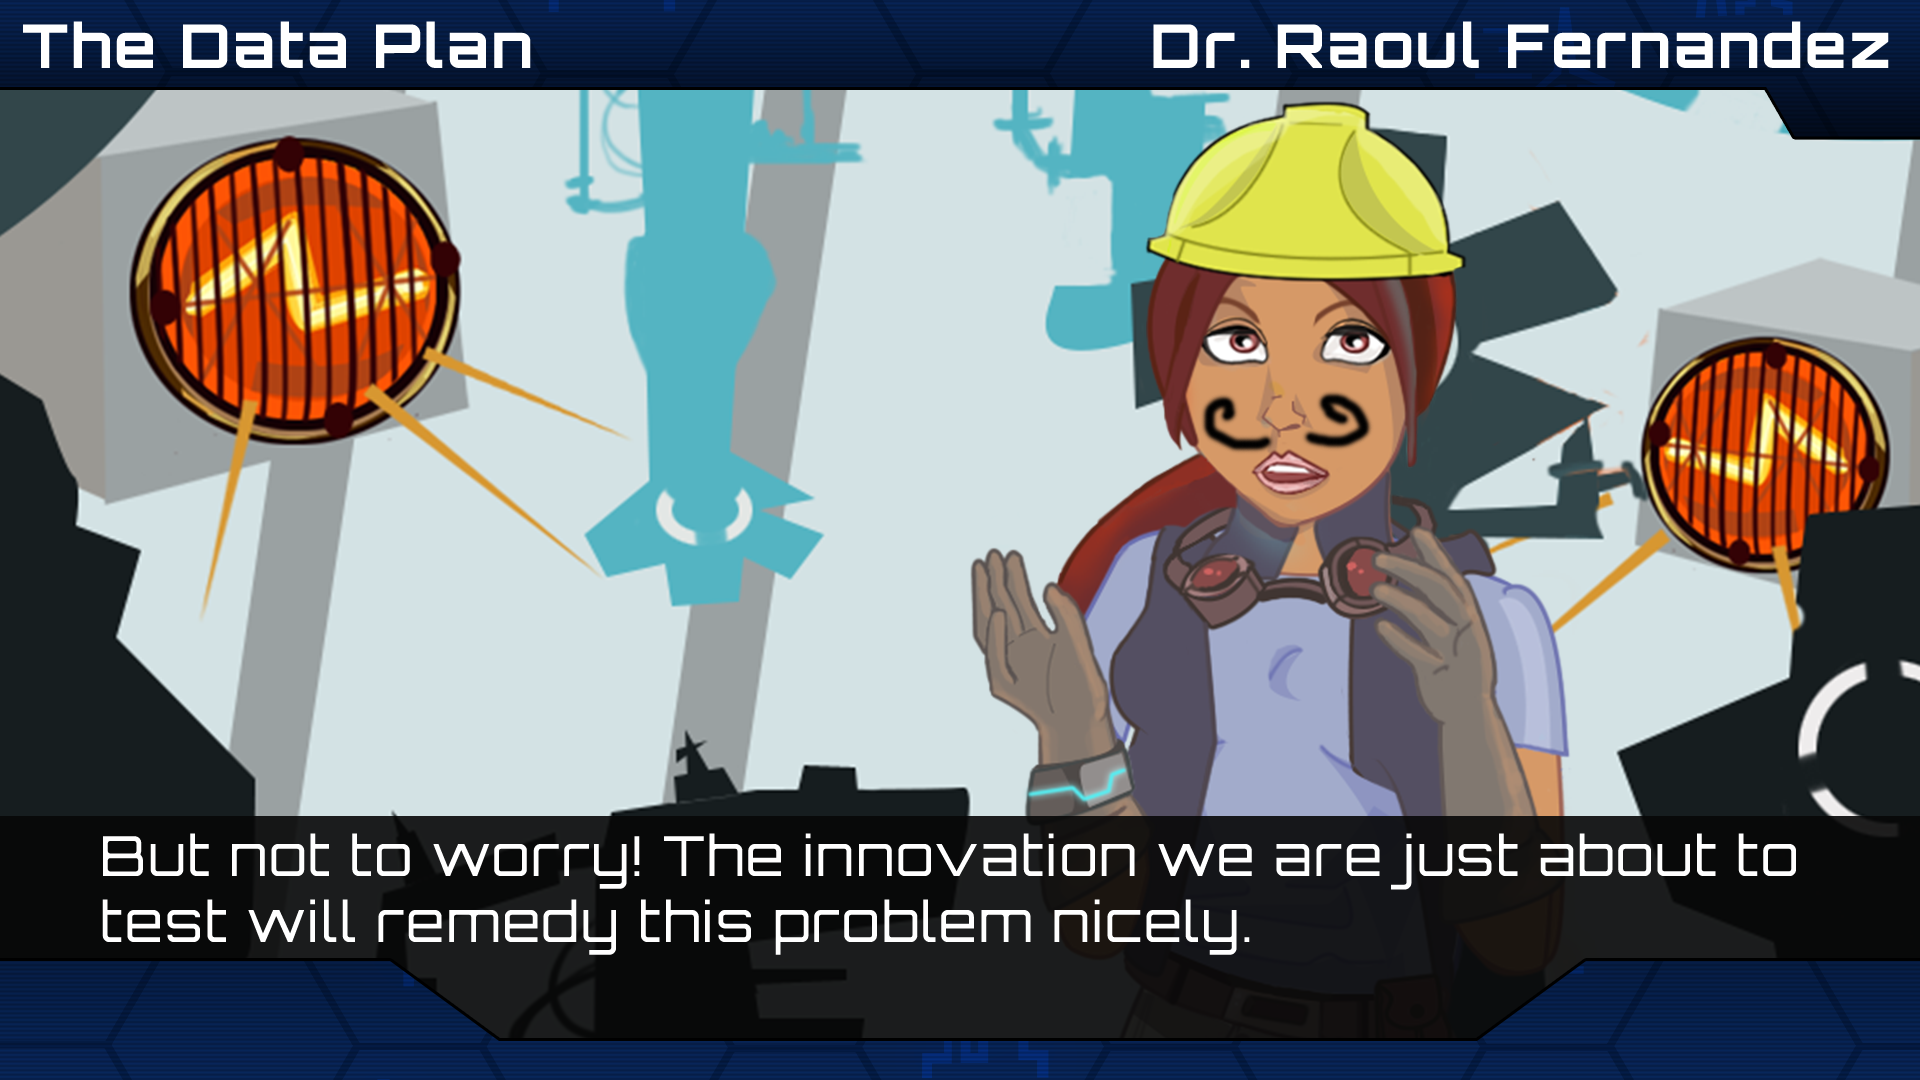 The Data Plan
Dr. Raoul Fernandez
But not to worry! The innovation we are just about to
test will remedy this problem nicely.